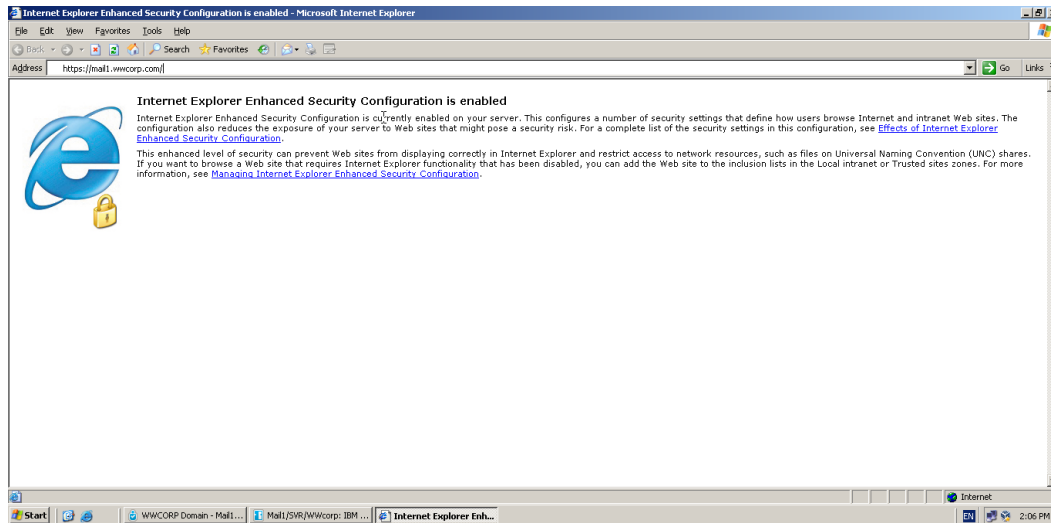 Internet Explorer Enhanced Security Configuration is enabled - Microsoft Internet Explorer
File Edit View Favorites Tools Help
Back Search Favorites
Address https://mail1.wwcorp.com/ Go Links
Internet Explorer Enhanced Security Configuration is enabled
Internet Explorer Enhanced Security Configuration is currently enabled on your server. This configures a number of security settings that define how users browse Internet and intranet Web sites. The
configuration also reduces the exposure of your server to Web sites that might pose a security risk. For a complete list of the security settings in this configuration, see Effects of Internet Explorer
Enhanced Security Configuration.
This enhanced level of security can prevent Web sites from displaying correctly in Internet Explorer and restrict access to network resources, such as files on Universal Naming Convention (UNC) shares.
If you want to browse a Web site that requires Internet Explorer functionality that has been disabled, you can add the Web site to the inclusion lists in the Local intranet or Trusted sites zones. For more
information, see Managing Internet Explorer Enhanced Security Configuration.
Internet
Start WWCORP Domain - Mail1... Mail1/SVR/WWcorp: IBM ... Internet Explorer Enh... EN 2:06 PM